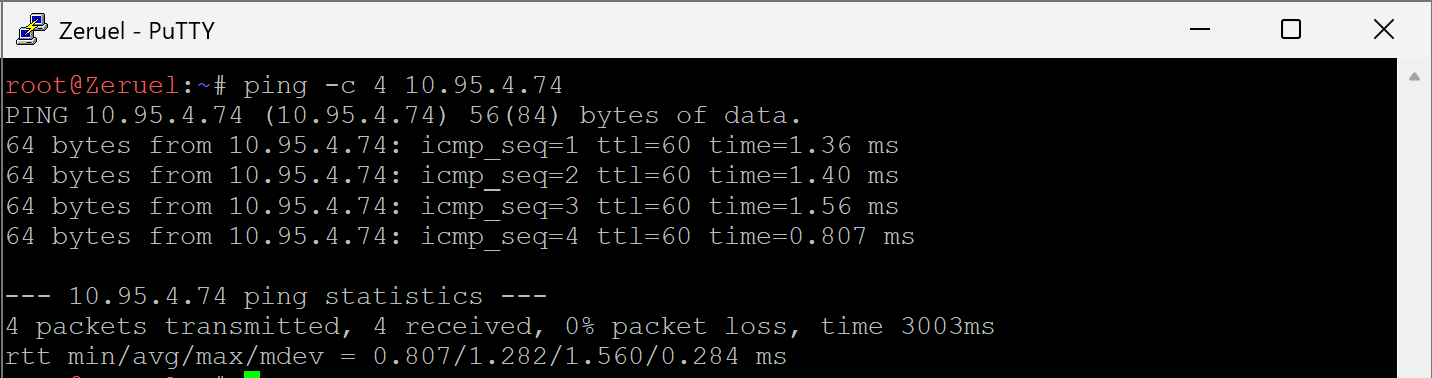 Zeruel - PuTTY
root@Zeruel:~# ping -c 4 10.95.4.74
PING 10.95.4.74 (10.95.4.74) 56(84) bytes of data.
64 bytes from 10.95.4.74: icmp_seq=1 ttl=60 time=1.36 ms
64 bytes from 10.95.4.74: icmp_seq=2 ttl=60 time=1.40 ms
64 bytes from 10.95.4.74: icmp_seq=3 ttl=60 time=1.56 ms
64 bytes from 10.95.4.74: icmp_seq=4 ttl=60 time=0.807 ms

--- 10.95.4.74 ping statistics ---
4 packets transmitted, 4 received, 0% packet loss, time 3003ms
rtt min/avg/max/mdev = 0.807/1.282/1.560/0.284 ms